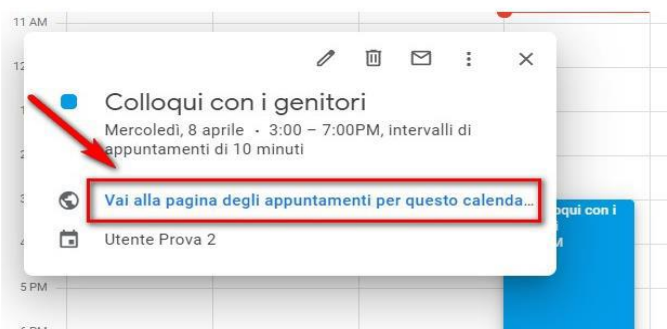 11 AM
Colloqui con i genitori
Mercoledì, 8 aprile · 3:00 – 7:00PM, intervalli di
appuntamenti di 10 minuti
Vai alla pagina degli appuntamenti per questo calenda…
oqui con i
Utente Prova 2
5 PM